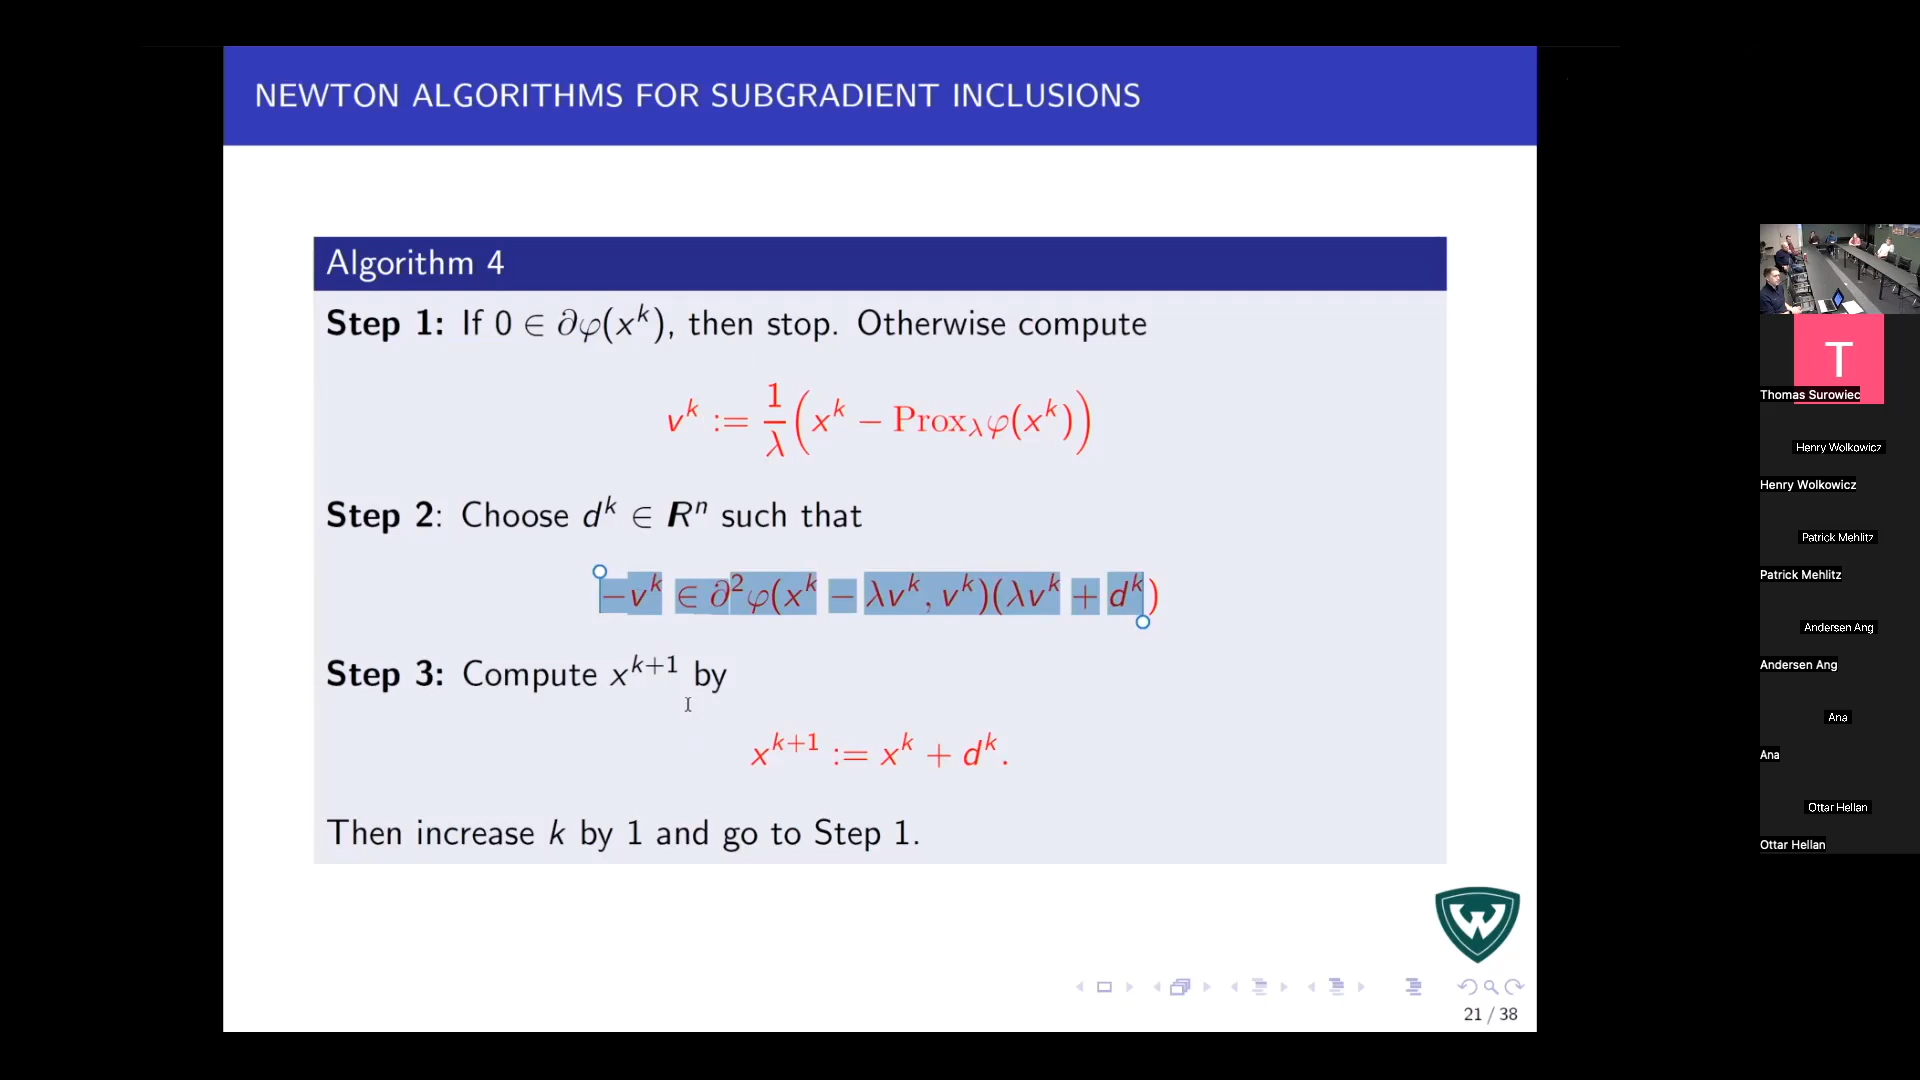 NEWTON ALGORITHMS FOR SUBGRADIENT INCLUSIONS
Algorithm 4
Step 1: If 0 ∈ ∂φ(x^k), then stop. Otherwise compute
v^k := 1/λ (x^k − Prox_λφ(x^k))
Step 2: Choose d^k ∈ R^n such that
−v^k ∈ ∂²φ(x^k − λv^k, v^k)(λv^k + d^k)
Step 3: Compute x^{k+1} by
x^{k+1} := x^k + d^k.
Then increase k by 1 and go to Step 1.
W
21 / 38
T
Thomas Surowiec
Henry Wolkowicz
Henry Wolkowicz
Patrick Mehlitz
Patrick Mehlitz
Andersen Ang
Andersen Ang
Ana
Ana
Ottar Hellan
Ottar Hellan